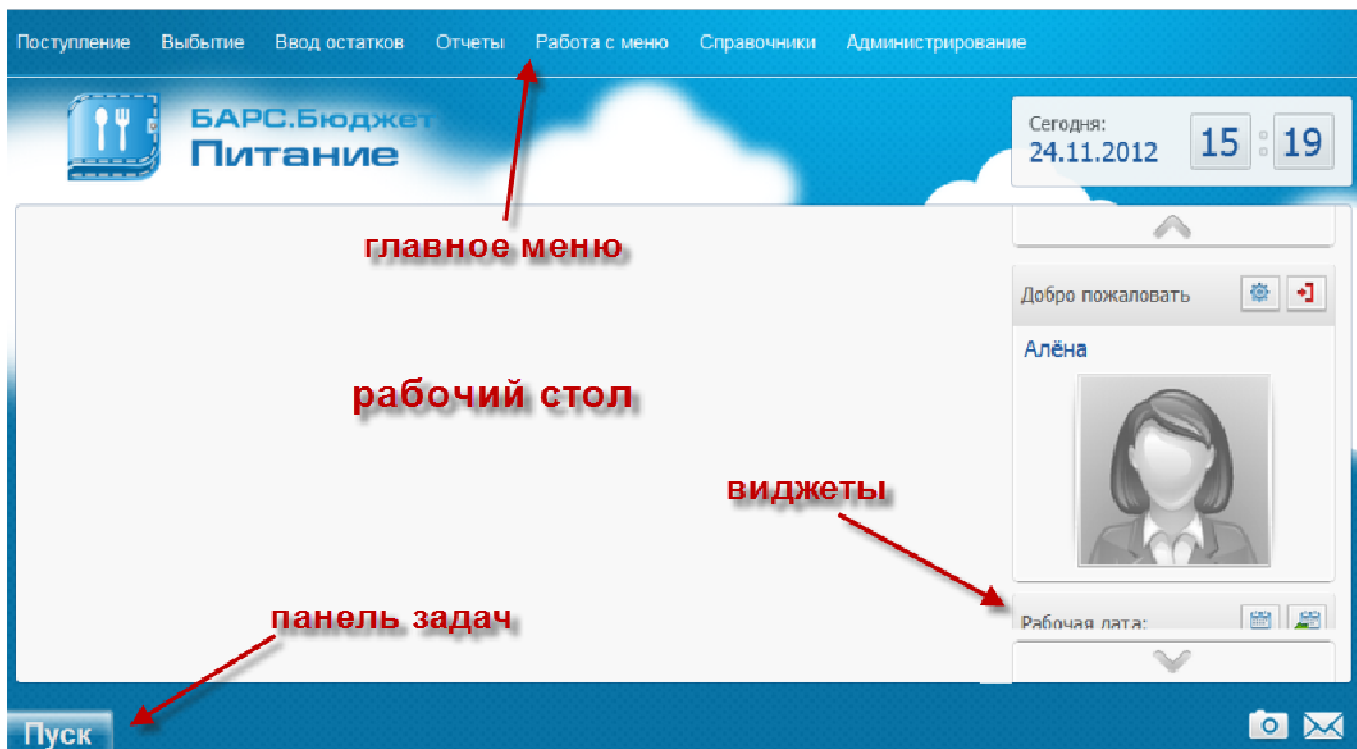 Поступление Выбытие Ввод остатков Отчеты Работа с меню Справочники Администрирование
БАРС.Бюджет
Питание
Сегодня:
24.11.2012
15 : 19
главное меню
Добро пожаловать
Алёна
рабочий стол
виджеты
панель задач
Рабочая дата:
Пуск